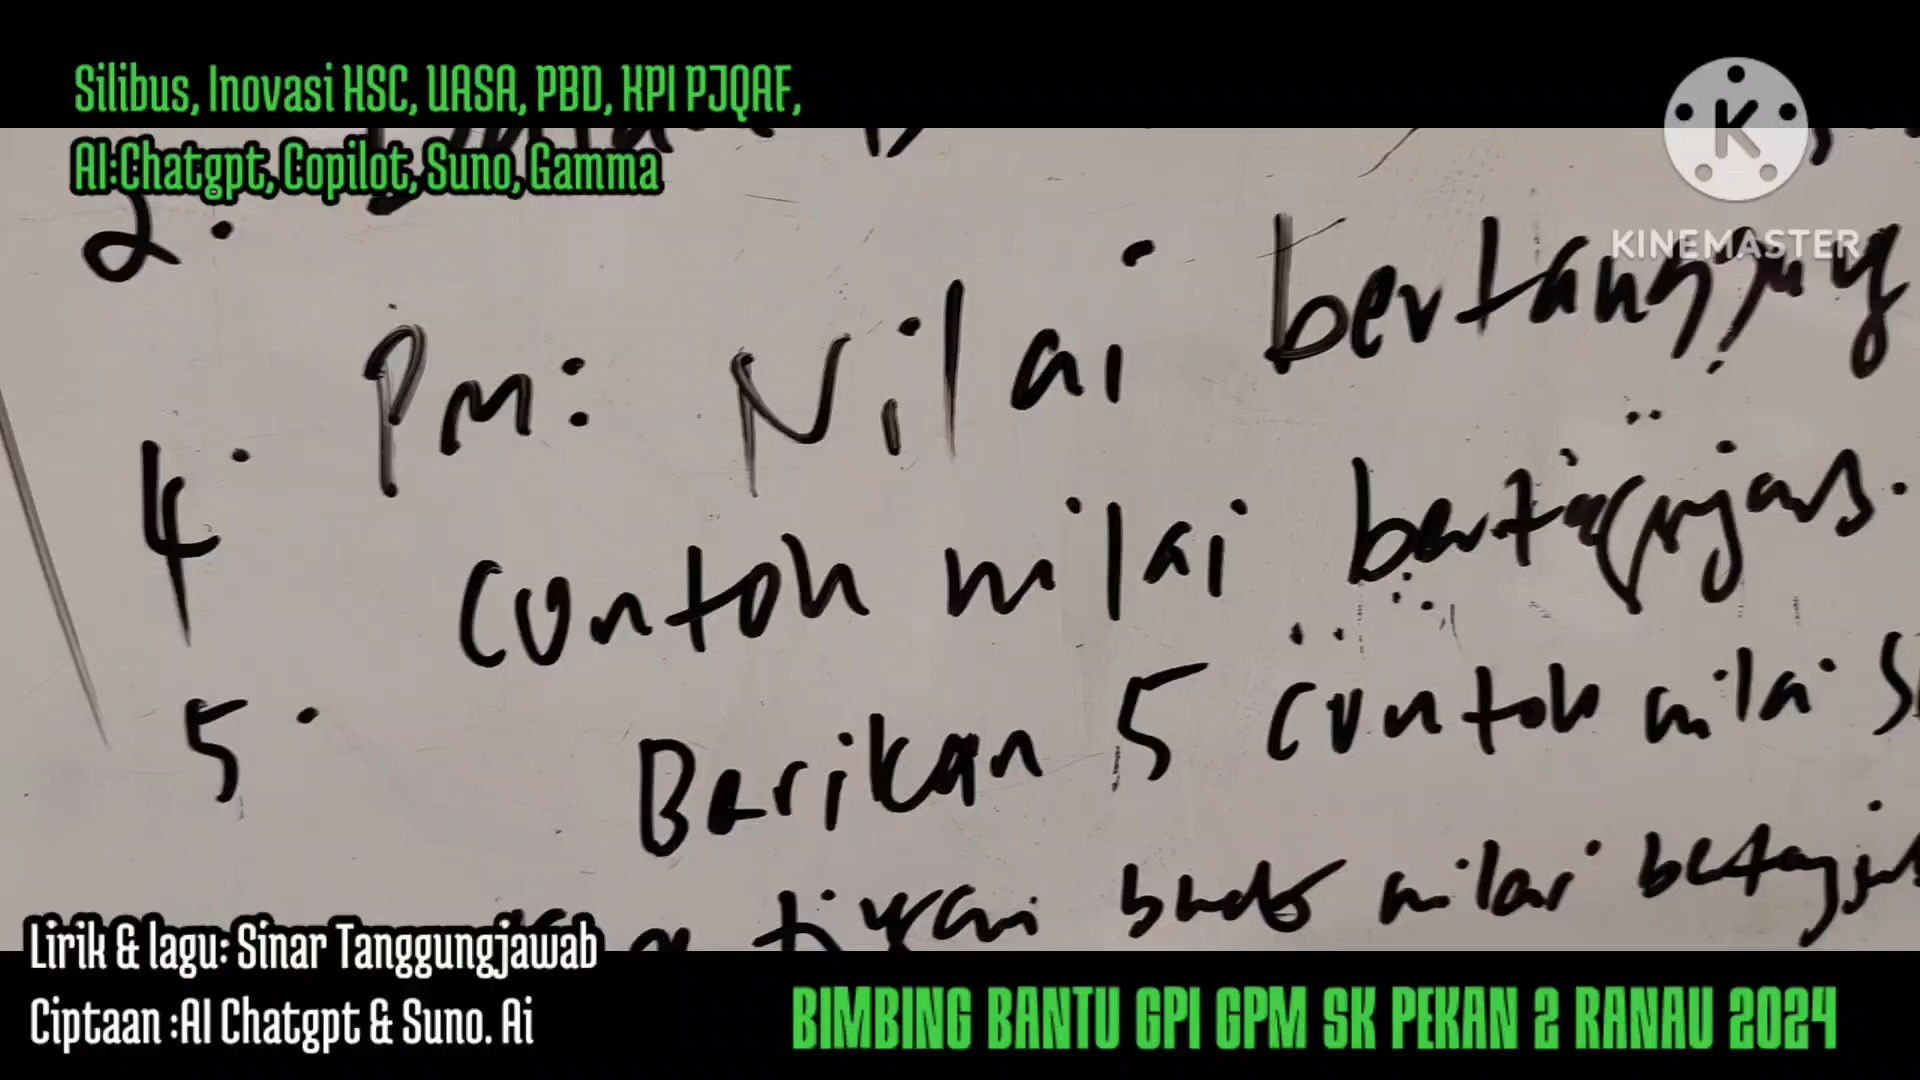 Silibus, Inovasi HSC, UASA, PBD, KPI PJQAF,
AI:Chatgpt, Copilot, Suno, Gamma
K
KINEMASTER
2.
Pm: Nilai bertangg
4. contoh nilai
5. Berikan 5 contoh nilai
nilai
Lirik & lagu: Sinar Tanggungjawab
Ciptaan :AI Chatgpt & Suno. Ai
BIMBING BANTU GPI GPM SK PEKAN 2 RANAU 2024